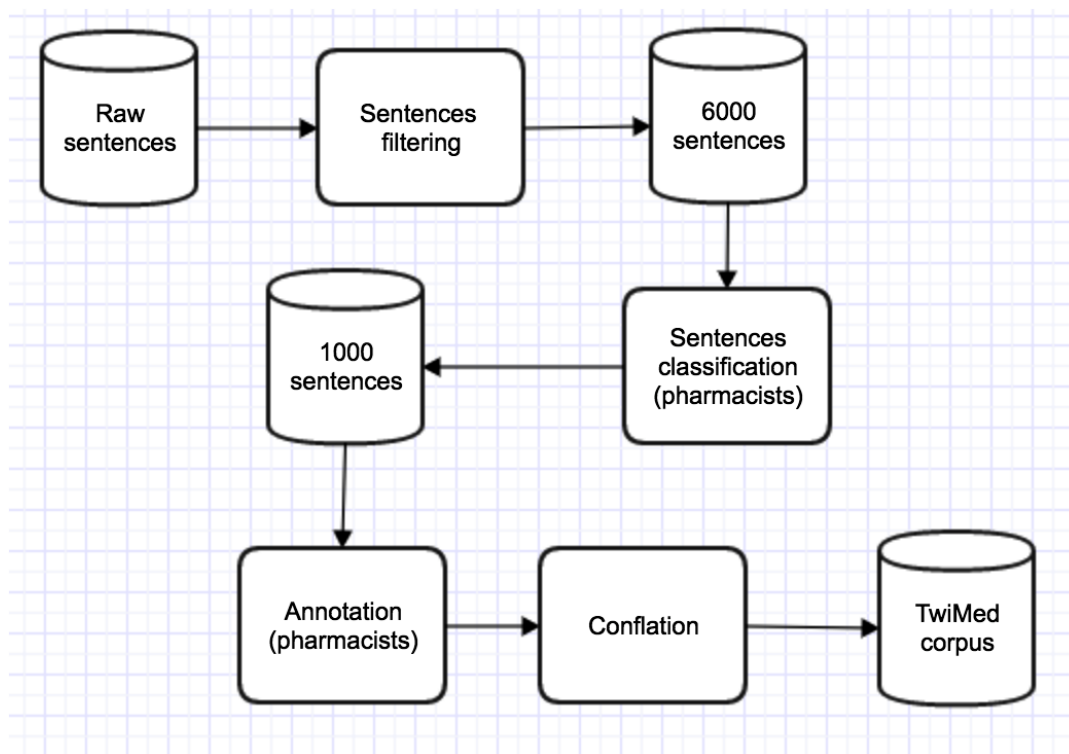 Raw
sentences
Sentences
filtering
6000
sentences
Sentences
classification
(pharmacists)
1000
sentences
Annotation
(pharmacists)
Conflation
TwiMed
corpus